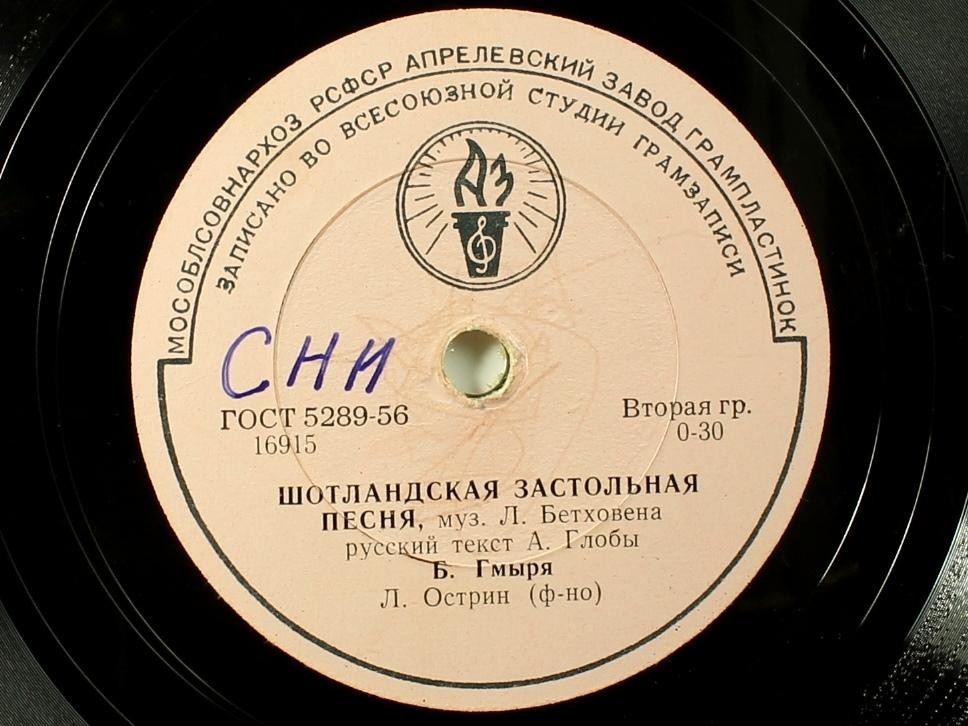 МОСОБЛСОВНАРХОЗ РСФСР АПРЕЛЕВСКИЙ ЗАВОД ГРАМПЛАСТИНОК
ЗАПИСАНО ВО ВСЕСОЮЗНОЙ СТУДИИ ГРАМЗАПИСИ
АЗ
СНИ
ГОСТ 5289-56
16915
Вторая гр.
0-30
ШОТЛАНДСКАЯ ЗАСТОЛЬНАЯ
ПЕСНЯ, муз. Л. Бетховена
русский текст А. Глобы
Б. Гмыря
Л. Острин (ф-но)